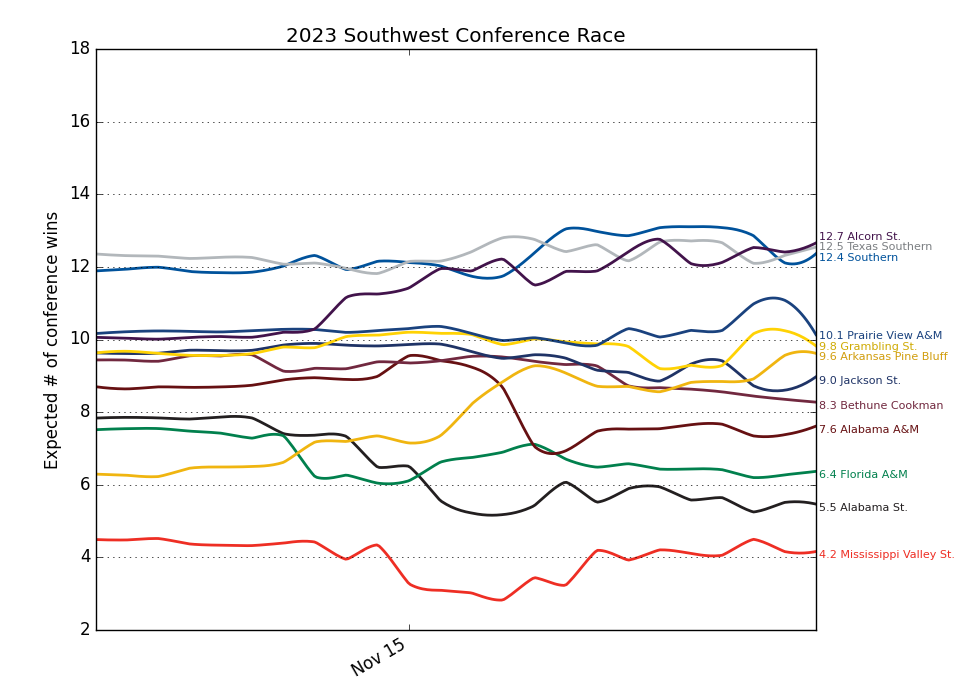 2023 Southwest Conference Race
Expected # of conference wins
18
16
14
12
10
8
6
4
2
Nov 15
12.7 Alcorn St.
12.5 Texas Southern
12.4 Southern
10.1 Prairie View A&M
9.8 Grambling St.
9.6 Arkansas Pine Bluff
9.0 Jackson St.
8.3 Bethune Cookman
7.6 Alabama A&M
6.4 Florida A&M
5.5 Alabama St.
4.2 Mississippi Valley St.